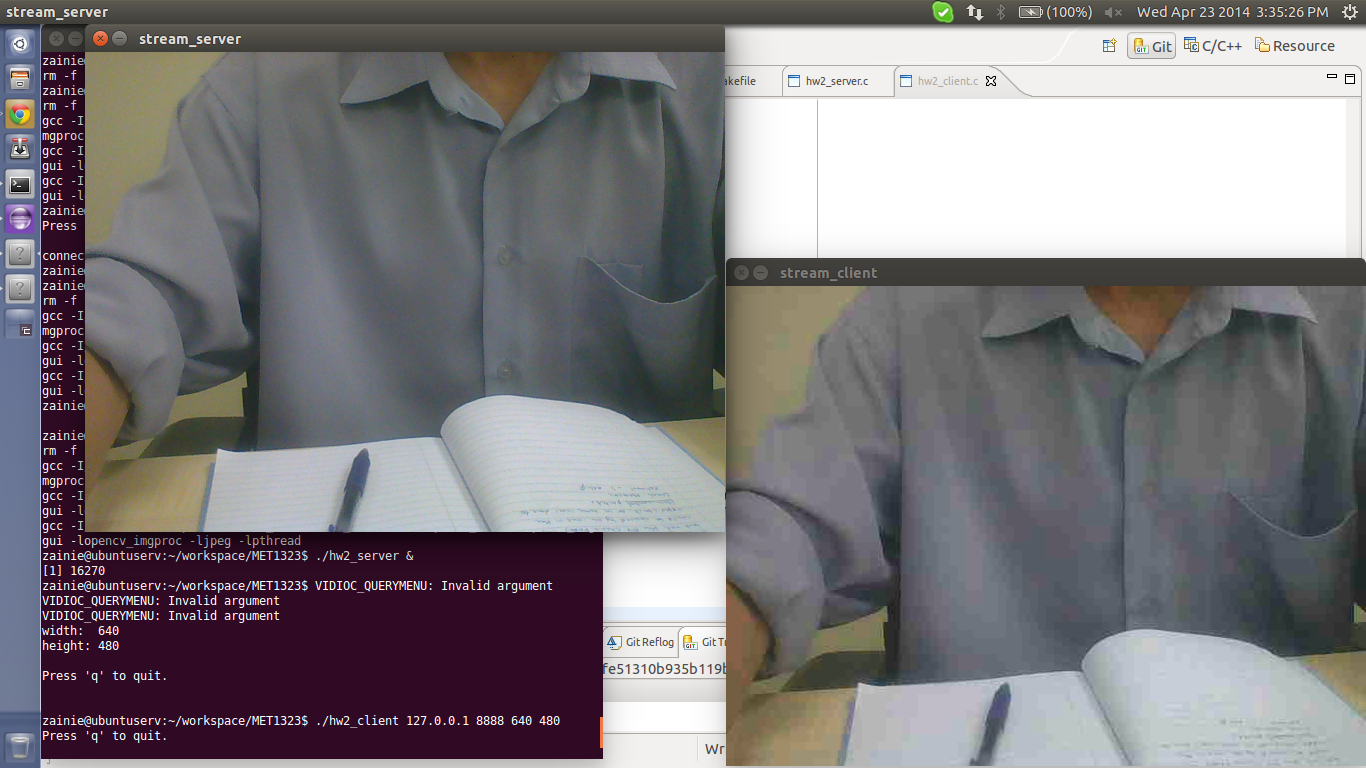 stream_server
(100%) Wed Apr 23 2014 3:35:26 PM
stream_server
Git C/C++ Resource
akefile hw2_server.c hw2_client.c
zainie@
rm -f
zainie@
rm -f
gcc -I
mgproc
gcc -I
gui -l
gcc -I
gui -l
zainie@
Press
connec
zainie@
zainie@
rm -f
gcc -I
mgproc
gcc -I
gui -l
gcc -I
gui -l
zainie@
zainie@
rm -f
gcc -I
mgproc
gcc -I
gui -l
gcc -I
gui -lopencv_imgproc -ljpeg -lpthread
zainie@ubuntuserv:~/workspace/MET1323$ ./hw2_server &
[1] 16270
zainie@ubuntuserv:~/workspace/MET1323$ VIDIOC_QUERYMENU: Invalid argument
VIDIOC_QUERYMENU: Invalid argument
VIDIOC_QUERYMENU: Invalid argument
width: 640
height: 480
Press 'q' to quit.
zainie@ubuntuserv:~/workspace/MET1323$ ./hw2_client 127.0.0.1 8888 640 480
Press 'q' to quit.
stream_client
Git Reflog Git Tr
fe51310b935b119b
Wr